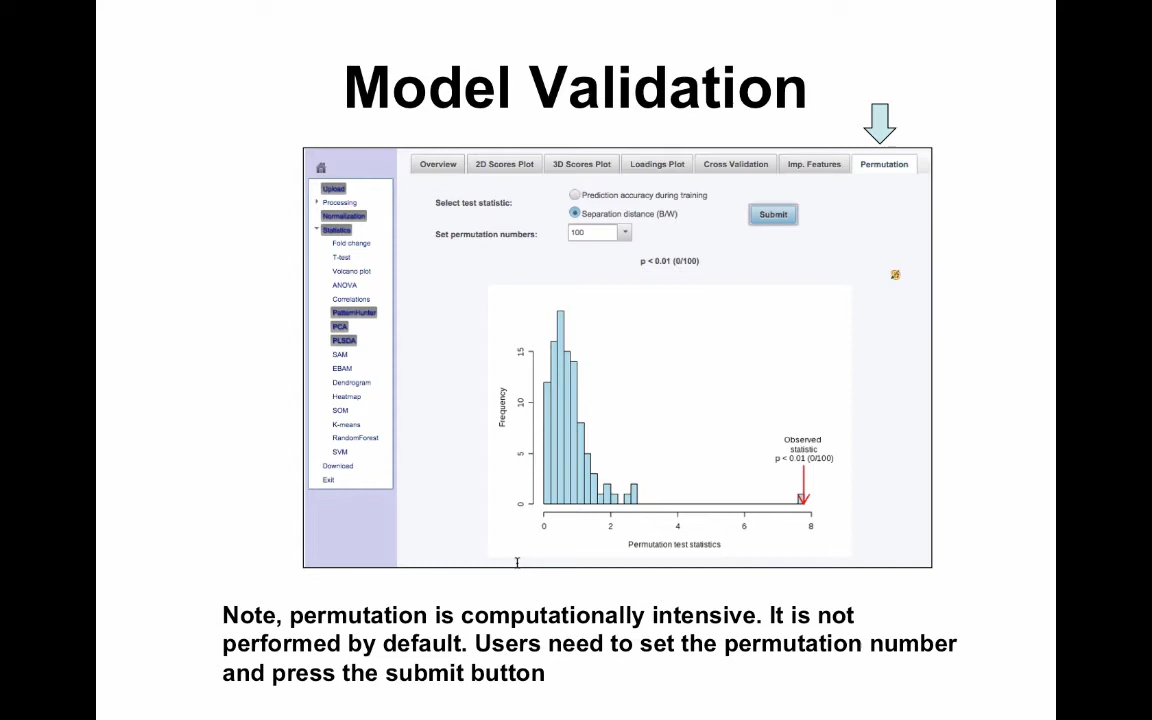 Model Validation
Overview
2D Scores Plot
3D Scores Plot
Loadings Plot
Cross Validation
Imp. Features
Permutation
Upload
Processing
Normalization
Statistics
Fold change
T-test
Volcano plot
ANOVA
Correlations
PatternHunter
PCA
PLSDA
SAM
EBAM
Dendrogram
Heatmap
SOM
K-means
RandomForest
SVM
Download
Exit
Select test statistic:
Prediction accuracy during training
Separation distance (B/W)
Submit
Set permutation numbers:
100
p < 0.01 (0/100)
Frequency
15
10
5
0
Observed
statistic
p < 0.01 (0/100)
0
2
4
6
8
Permutation test statistics
Note, permutation is computationally intensive. It is not
performed by default. Users need to set the permutation number
and press the submit button